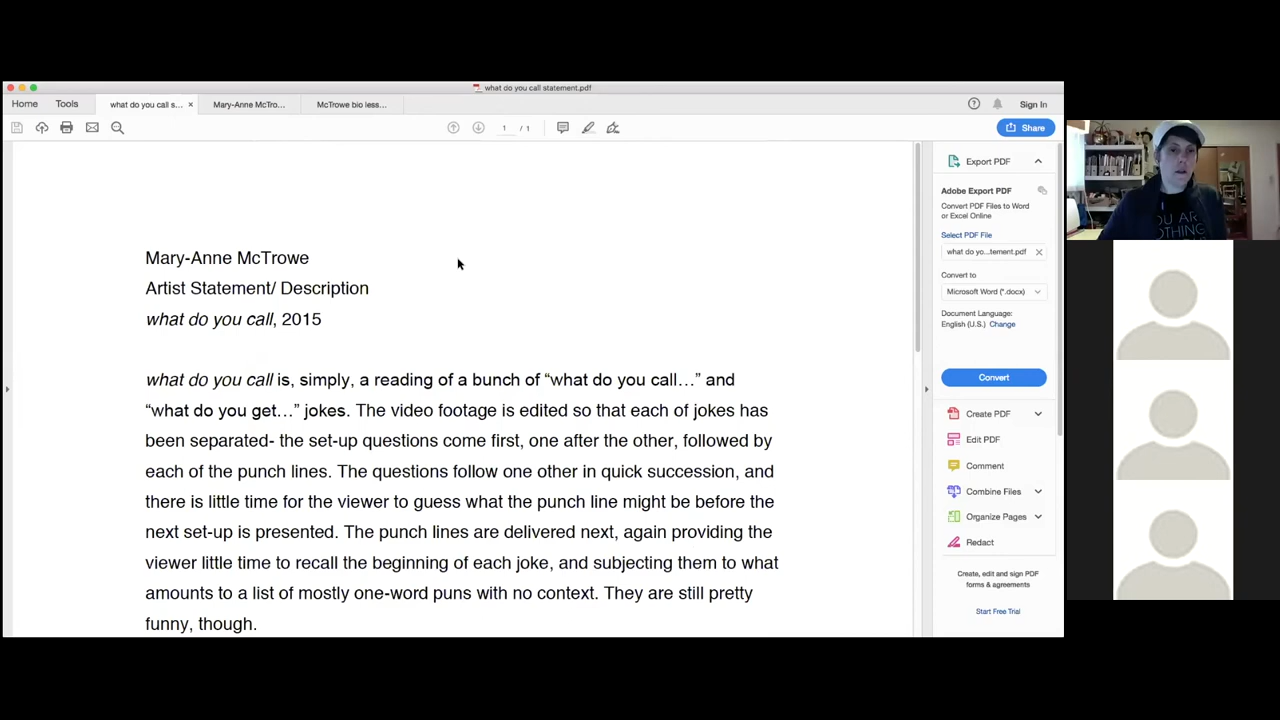 what do you call statement.pdf
Home Tools what do you call s... × Mary-Anne McTro... McTrowe bio less... Sign In
1 / 1 Share
Export PDF
Adobe Export PDF
Convert PDF Files to Word
or Excel Online
Select PDF File
what do yo...tement.pdf
Convert to
Microsoft Word (*.docx)
Document Language:
English (U.S.) Change
Convert
Create PDF
Edit PDF
Comment
Combine Files
Organize Pages
Redact
Create, edit and sign PDF
forms & agreements
Start Free Trial
Mary-Anne McTrowe
Artist Statement/ Description
what do you call, 2015
what do you call is, simply, a reading of a bunch of “what do you call…” and
“what do you get…” jokes. The video footage is edited so that each of jokes has
been separated- the set-up questions come first, one after the other, followed by
each of the punch lines. The questions follow one other in quick succession, and
there is little time for the viewer to guess what the punch line might be before the
next set-up is presented. The punch lines are delivered next, again providing the
viewer little time to recall the beginning of each joke, and subjecting them to what
amounts to a list of mostly one-word puns with no context. They are still pretty
funny, though.
YOU ARE
NOTHING